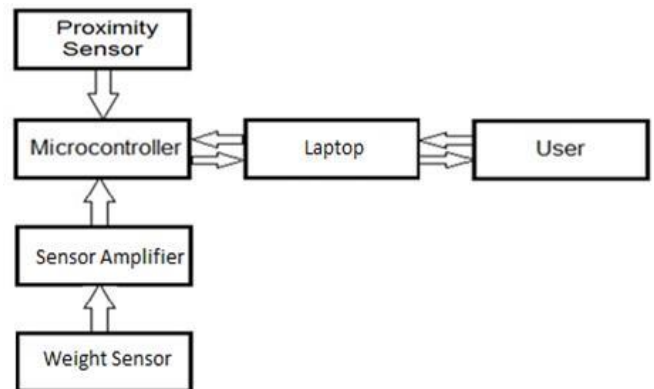 Proximity
Sensor
Microcontroller
Laptop
User
Sensor Amplifier
Weight Sensor